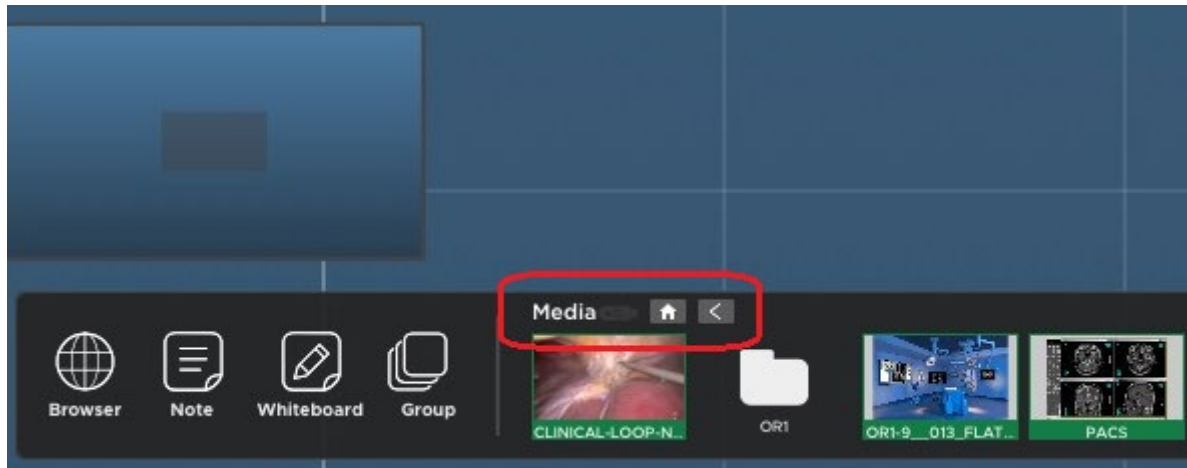 Media
Browser
Note
Whiteboard
Group
CLINICAL-LOOP-N...
OR1
OR1-9__013_FLAT...
PACS